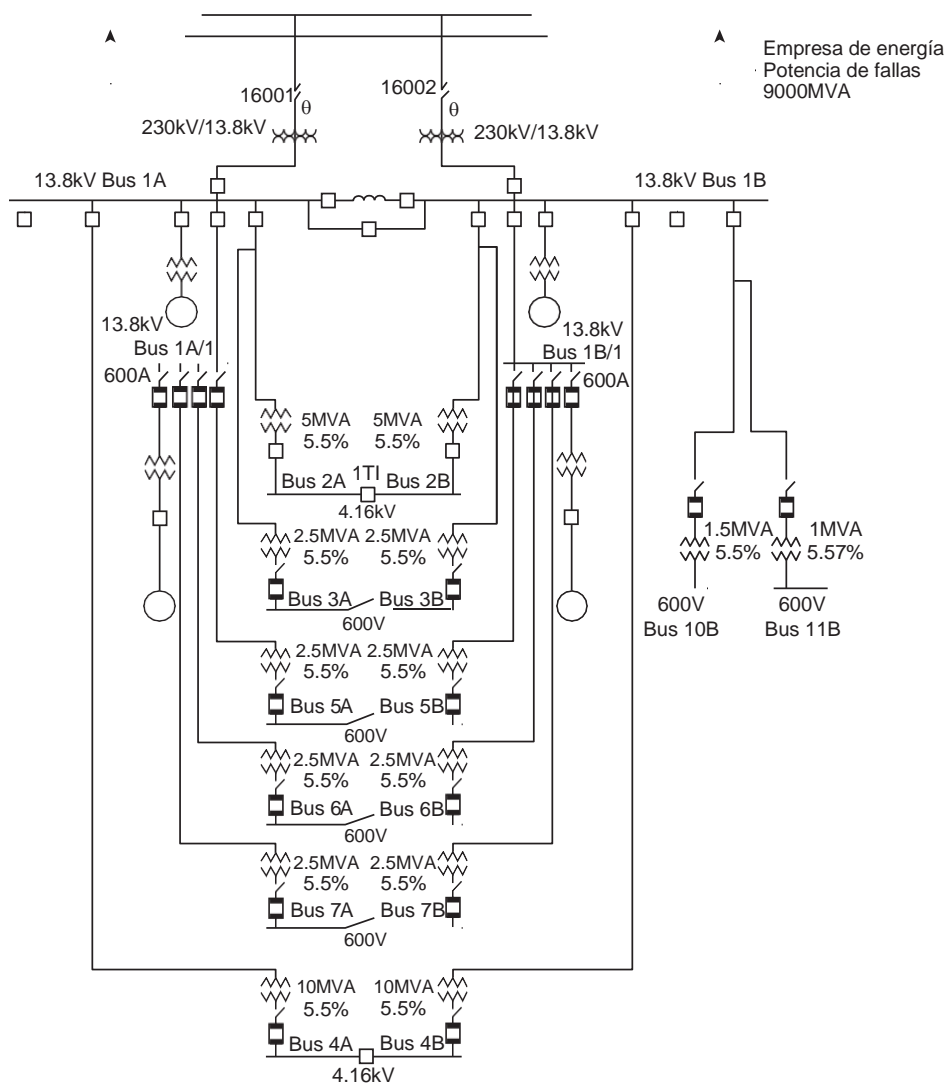 Empresa de energía
Potencia de fallas
9000MVA
16001
16002
θ
θ
230kV/13.8kV
230kV/13.8kV
13.8kV Bus 1A
13.8kV Bus 1B
13.8kV
Bus 1A/1
600A
13.8kV
Bus 1B/1
600A
5MVA
5.5%
5MVA
5.5%
Bus 2A
1TI
Bus 2B
4.16kV
2.5MVA
5.5%
2.5MVA
5.5%
Bus 3A
Bus 3B
600V
2.5MVA
5.5%
2.5MVA
5.5%
Bus 5A
Bus 5B
600V
2.5MVA
5.5%
2.5MVA
5.5%
Bus 6A
Bus 6B
600V
2.5MVA
5.5%
2.5MVA
5.5%
Bus 7A
Bus 7B
600V
10MVA
5.5%
10MVA
5.5%
Bus 4A
Bus 4B
4.16kV
1.5MVA
5.5%
1MVA
5.57%
600V
Bus 10B
600V
Bus 11B